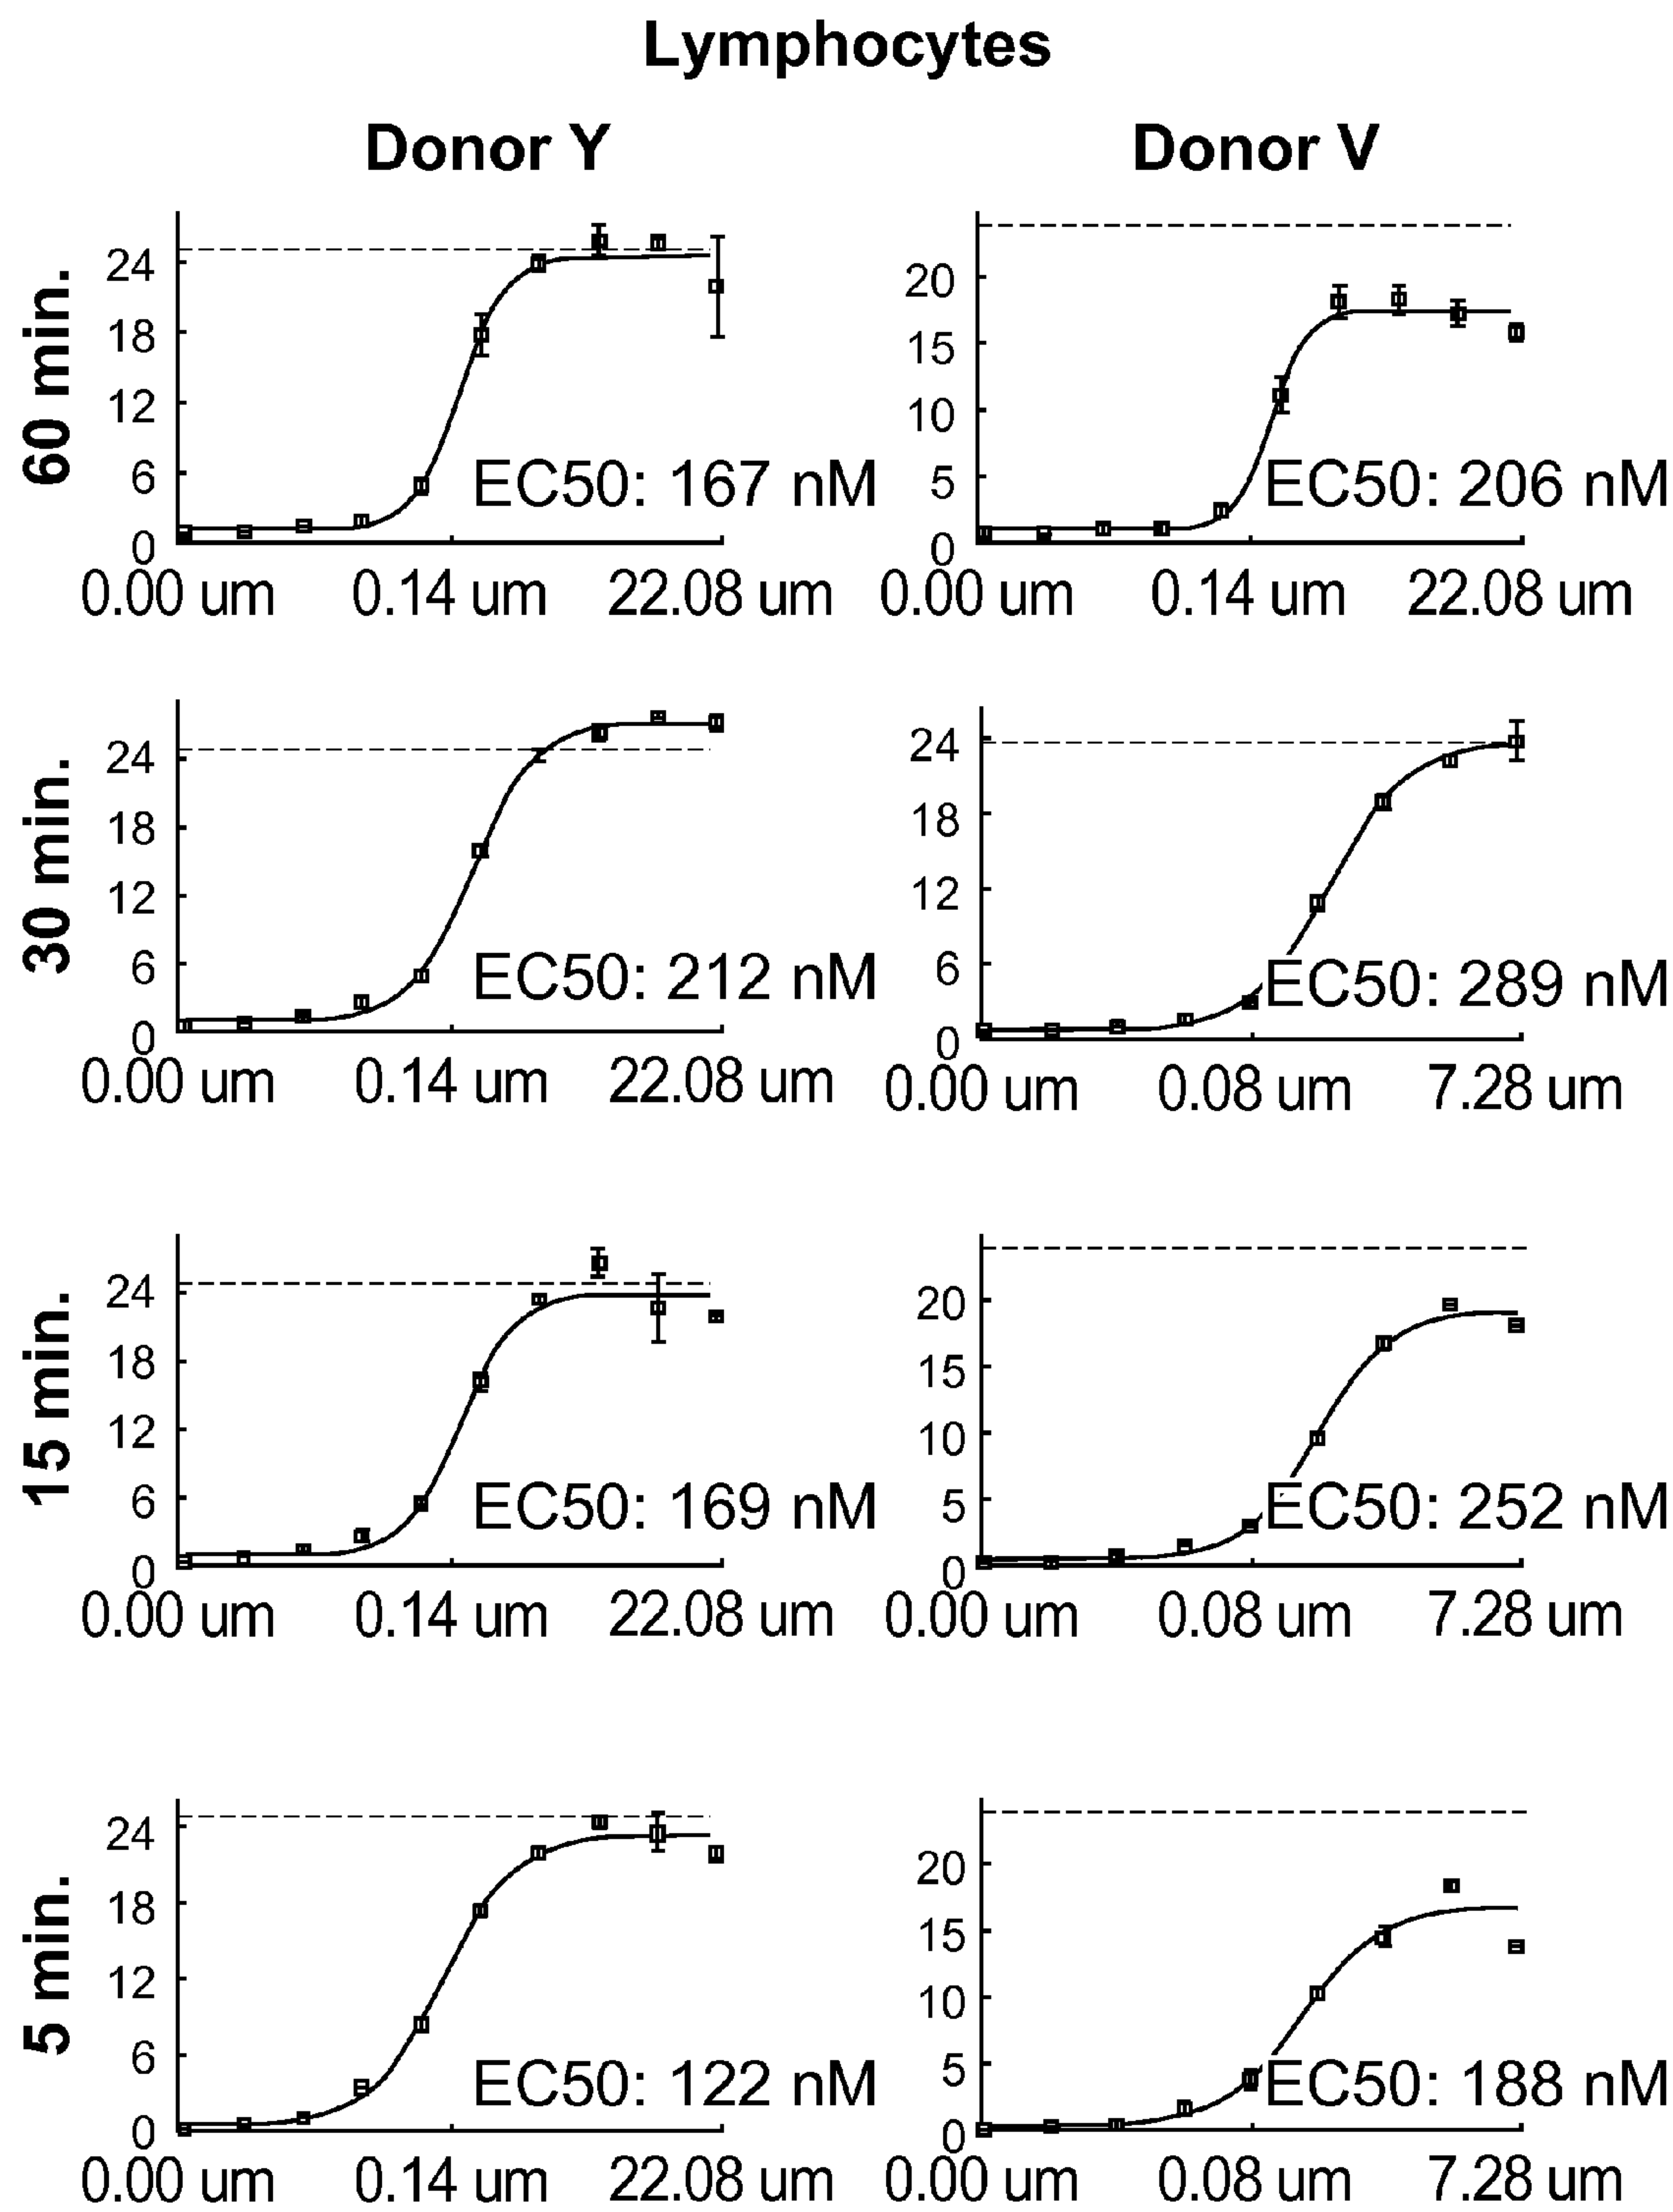 Lymphocytes
Donor Y
Donor V
60 min.
24
18
12
6
0
EC50: 167 nM
0.00 um 0.14 um 22.08 um
20
15
10
5
0
EC50: 206 nM
0.00 um 0.14 um 22.08 um
30 min.
24
18
12
6
0
EC50: 212 nM
0.00 um 0.14 um 22.08 um
24
18
12
6
0
EC50: 289 nM
0.00 um 0.08 um 7.28 um
15 min.
24
18
12
6
0
EC50: 169 nM
0.00 um 0.14 um 22.08 um
20
15
10
5
0
EC50: 252 nM
0.00 um 0.08 um 7.28 um
5 min.
24
18
12
6
0
EC50: 122 nM
0.00 um 0.14 um 22.08 um
20
15
10
5
0
EC50: 188 nM
0.00 um 0.08 um 7.28 um